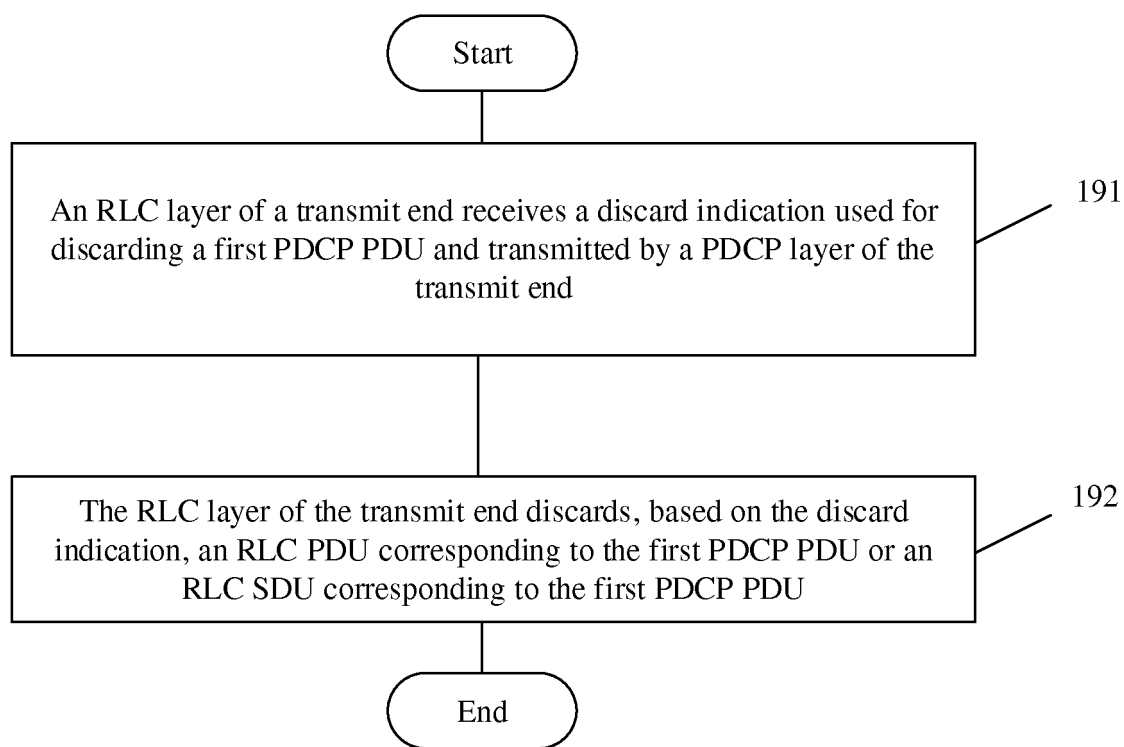 Start
An RLC layer of a transmit end receives a discard indication used for
discarding a first PDCP PDU and transmitted by a PDCP layer of the
transmit end
191
The RLC layer of the transmit end discards, based on the discard
indication, an RLC PDU corresponding to the first PDCP PDU or an
RLC SDU corresponding to the first PDCP PDU
192
End